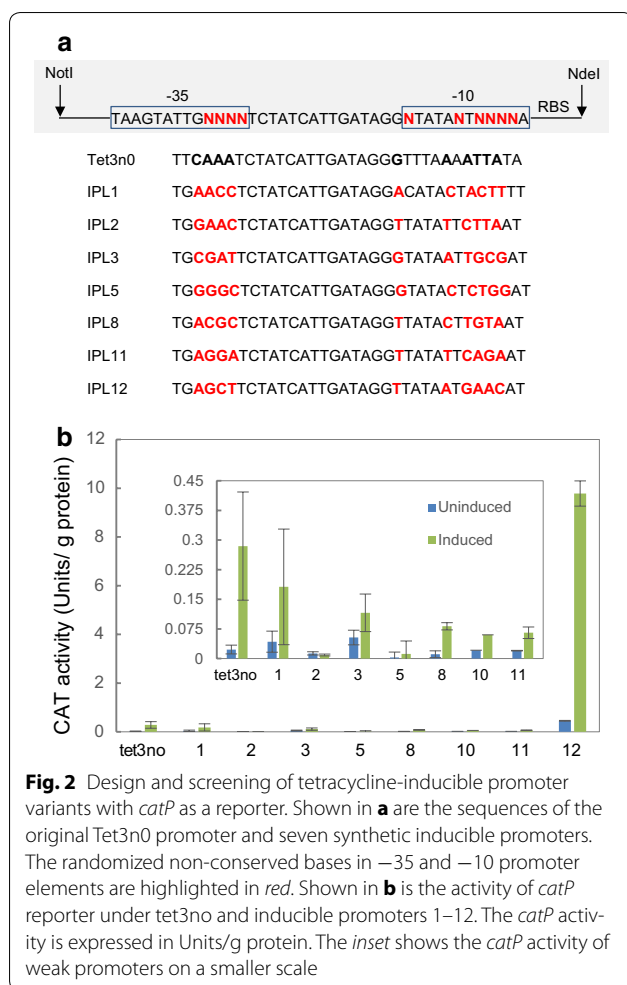 a
NotI
NdeI
-35
-10
RBS
TAAGTATTGNNNNTCTATCATTGATAGGNTATANTNNNNA
Tet3n0 TTCAAATCTATCATTGATAGGGTTTAAAATTATA
IPL1 TGAACCTCTATCATTGATAGGACATACTACTTTT
IPL2 TGGAACTCTATCATTGATAGGTTATATTCTTAAT
IPL3 TGCGATTCTATCATTGATAGGGTATAATTGCGAT
IPL5 TGGGGCTCTATCATTGATAGGGTATACTCTGGAT
IPL8 TGACGCTCTATCATTGATAGGTTATACTTGTAAT
IPL11 TGAGGATCTATCATTGATAGGTTATATTCAGAAT
IPL12 TGAGCTTCTATCATTGATAGGTTATAATGAACAT
b
CAT activity (Units/ g protein)
12
10
8
6
4
2
0
tet3no 1 2 3 5 8 10 11 12
0.45
0.375
0.3
0.225
0.15
0.075
0
tet3no 1 2 3 5 8 10 11
Uninduced
Induced
Fig. 2 Design and screening of tetracycline-inducible promoter
variants with catP as a reporter. Shown in a are the sequences of the
original Tet3n0 promoter and seven synthetic inducible promoters.
The randomized non-conserved bases in −35 and −10 promoter
elements are highlighted in red. Shown in b is the activity of catP
reporter under tet3no and inducible promoters 1–12. The catP activ-
ity is expressed in Units/g protein. The inset shows the catP activity of
weak promoters on a smaller scale